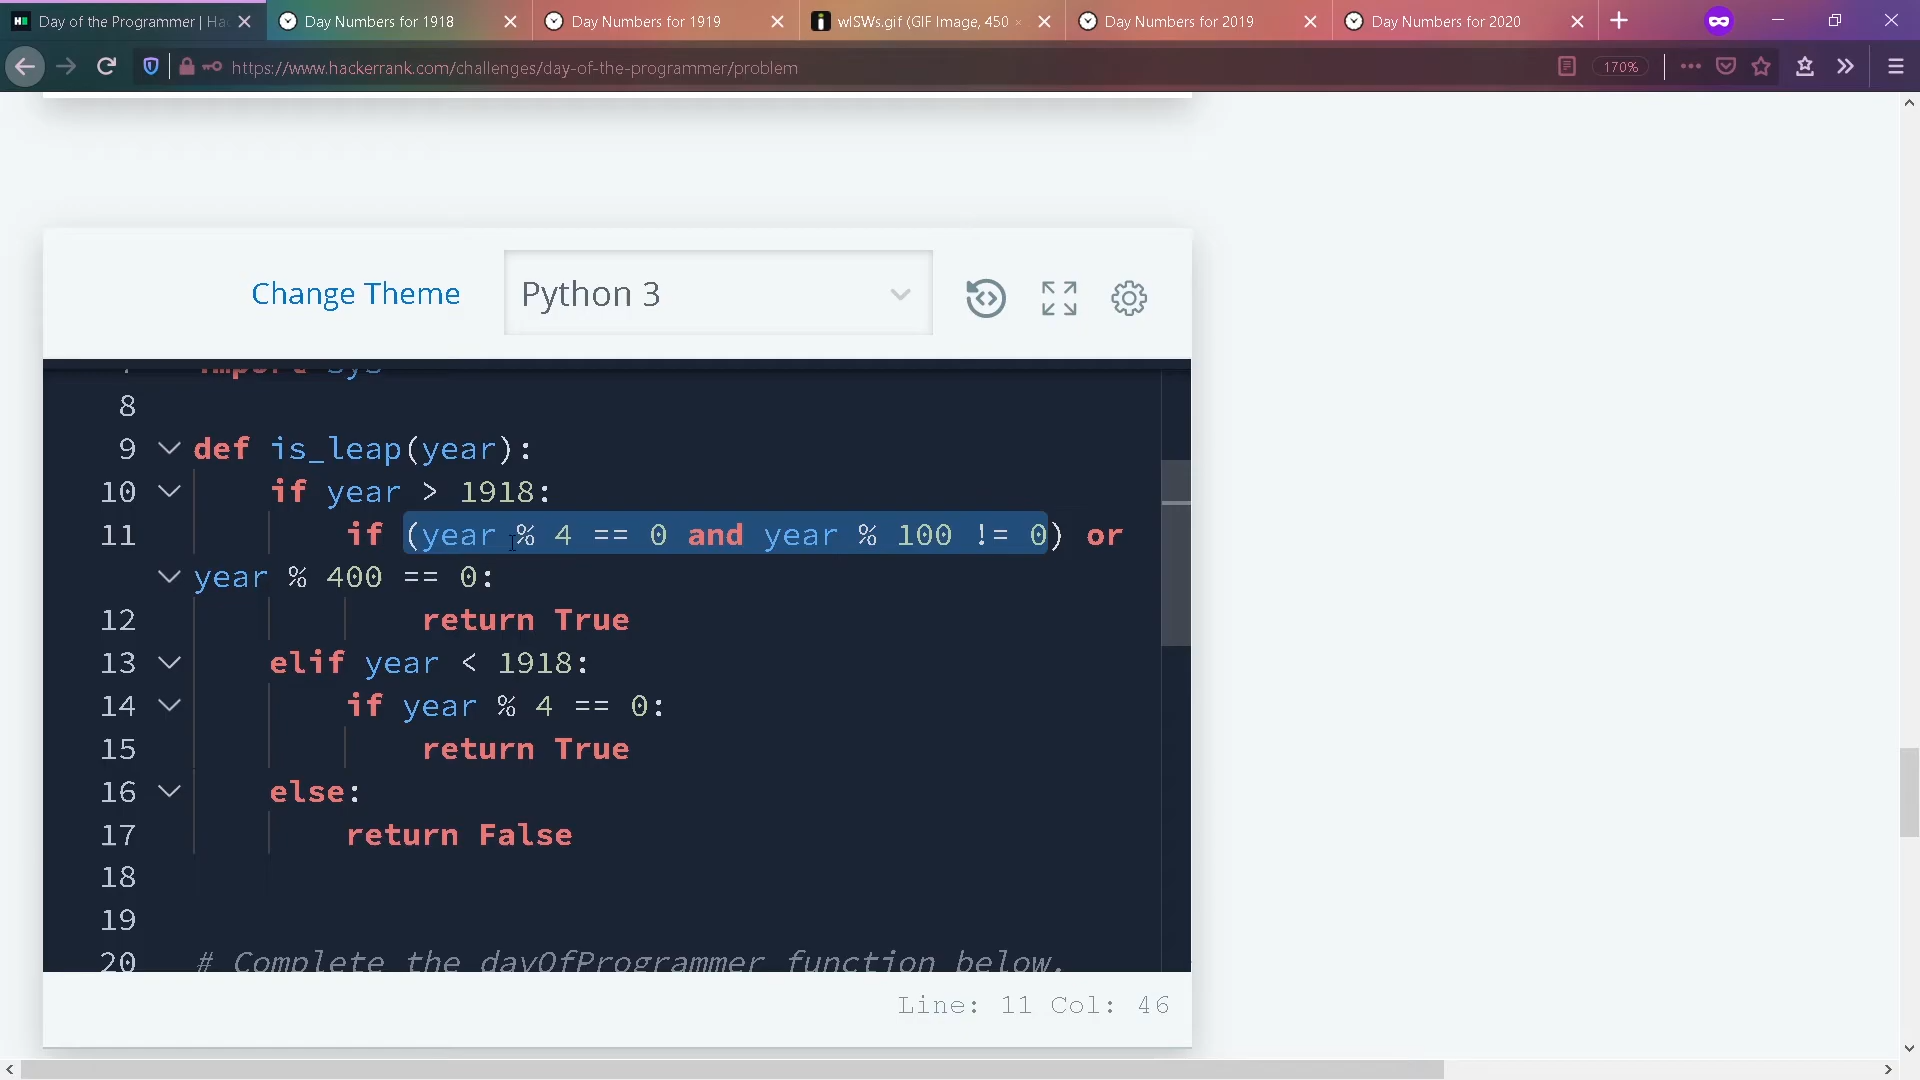 Day of the Programmer | Ha
Day Numbers for 1918
Day Numbers for 1919
wISWs.gif (GIF Image, 450
Day Numbers for 2019
Day Numbers for 2020
https://www.hackerrank.com/challenges/day-of-the-programmer/problem
170%
Change Theme
Python 3
import sys
8
9 def is_leap(year):
10 if year > 1918:
11 if (year % 4 == 0 and year % 100 != 0) or
year % 400 == 0:
12 return True
13 elif year < 1918:
14 if year % 4 == 0:
15 return True
16 else:
17 return False
18
19
20 # Complete the dayOfProgrammer function below.
Line: 11 Col: 46